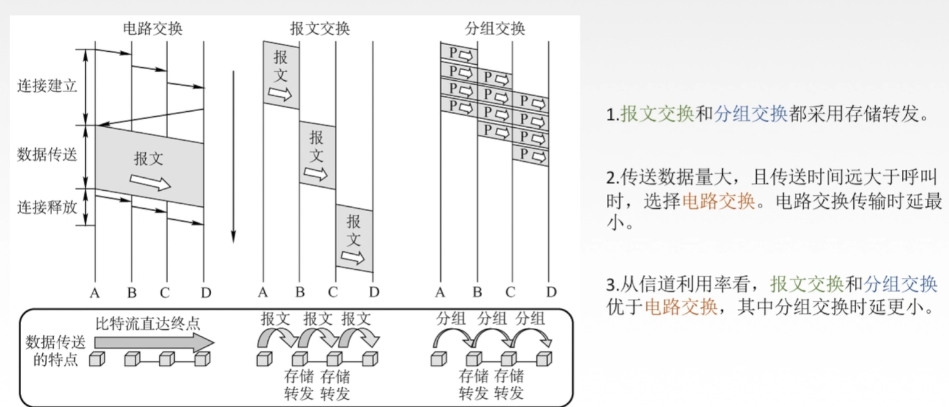 电路交换
报文交换
分组交换
连接建立
数据传送
连接释放
报文
报
文
报
文
报
文
P
P P
P P P
P P P
P P
P
A B C D
A B C D
A B C D
数据传送
的特点
比特流直达终点
报文 报文 报文
存储 存储
转发 转发
分组 分组 分组
存储 存储
转发 转发
1.报文交换和分组交换都采用存储转发。
2.传送数据量大，且传送时间远大于呼叫
时，选择电路交换。电路交换传输时延最
小。
3.从信道利用率看，报文交换和分组交换
优于电路交换，其中分组交换时延更小。